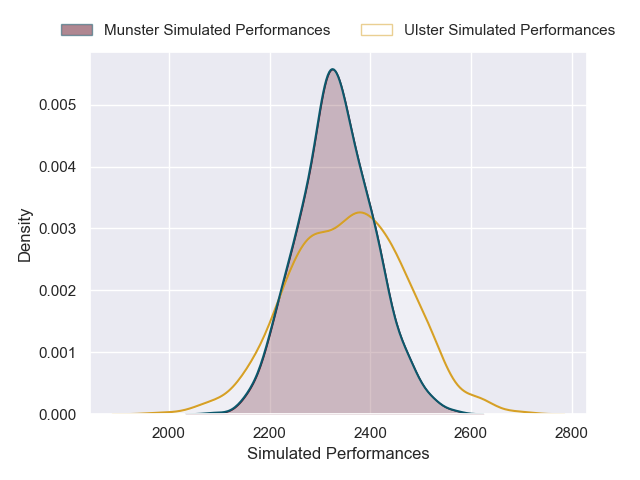 Munster Simulated Performances Ulster Simulated Performances
Density
0.005
0.004
0.003
0.002
0.001
0.000
2000 2200 2400 2600 2800
Simulated Performances